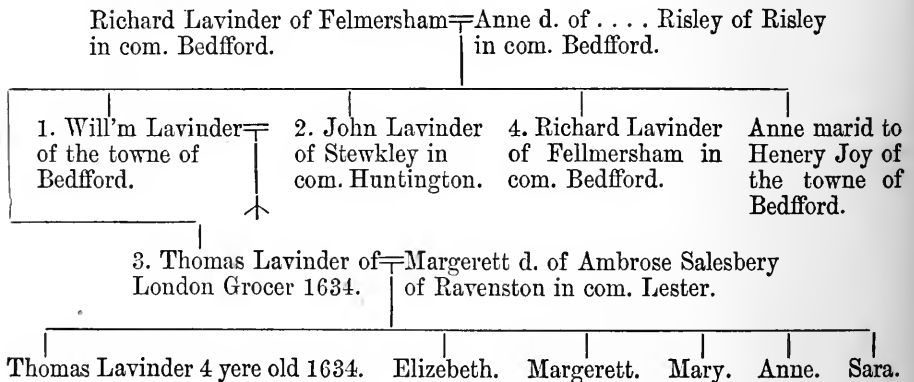 Richard Lavinder of Felmersham
in com. Bedfford.
Anne d. of . . . . Risley of Risley
in com. Bedfford.
1. Will'm Lavinder
of the towne of
Bedfford.
2. John Lavinder
of Stewkley in
com. Huntington.
4. Richard Lavinder
of Fellmersham in
com. Bedfford.
Anne marid to
Henery Joy of
the towne of
Bedfford.
3. Thomas Lavinder of
London Grocer 1634.
Margerett d. of Ambrose Salesbery
of Ravenston in com. Lester.
Thomas Lavinder 4 yere old 1634. Elizebeth. Margerett. Mary. Anne. Sara.